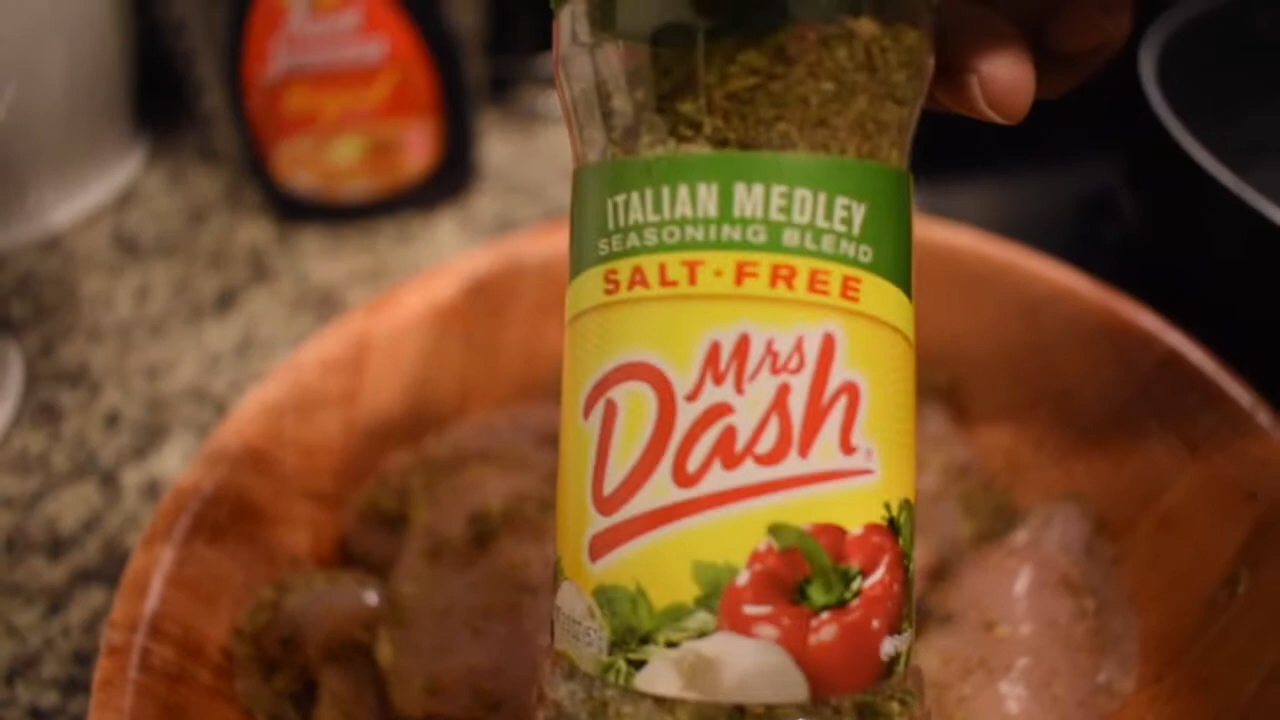 ITALIAN MEDLEY
SEASONING BLEND
SALT·FREE
Mrs
Dash